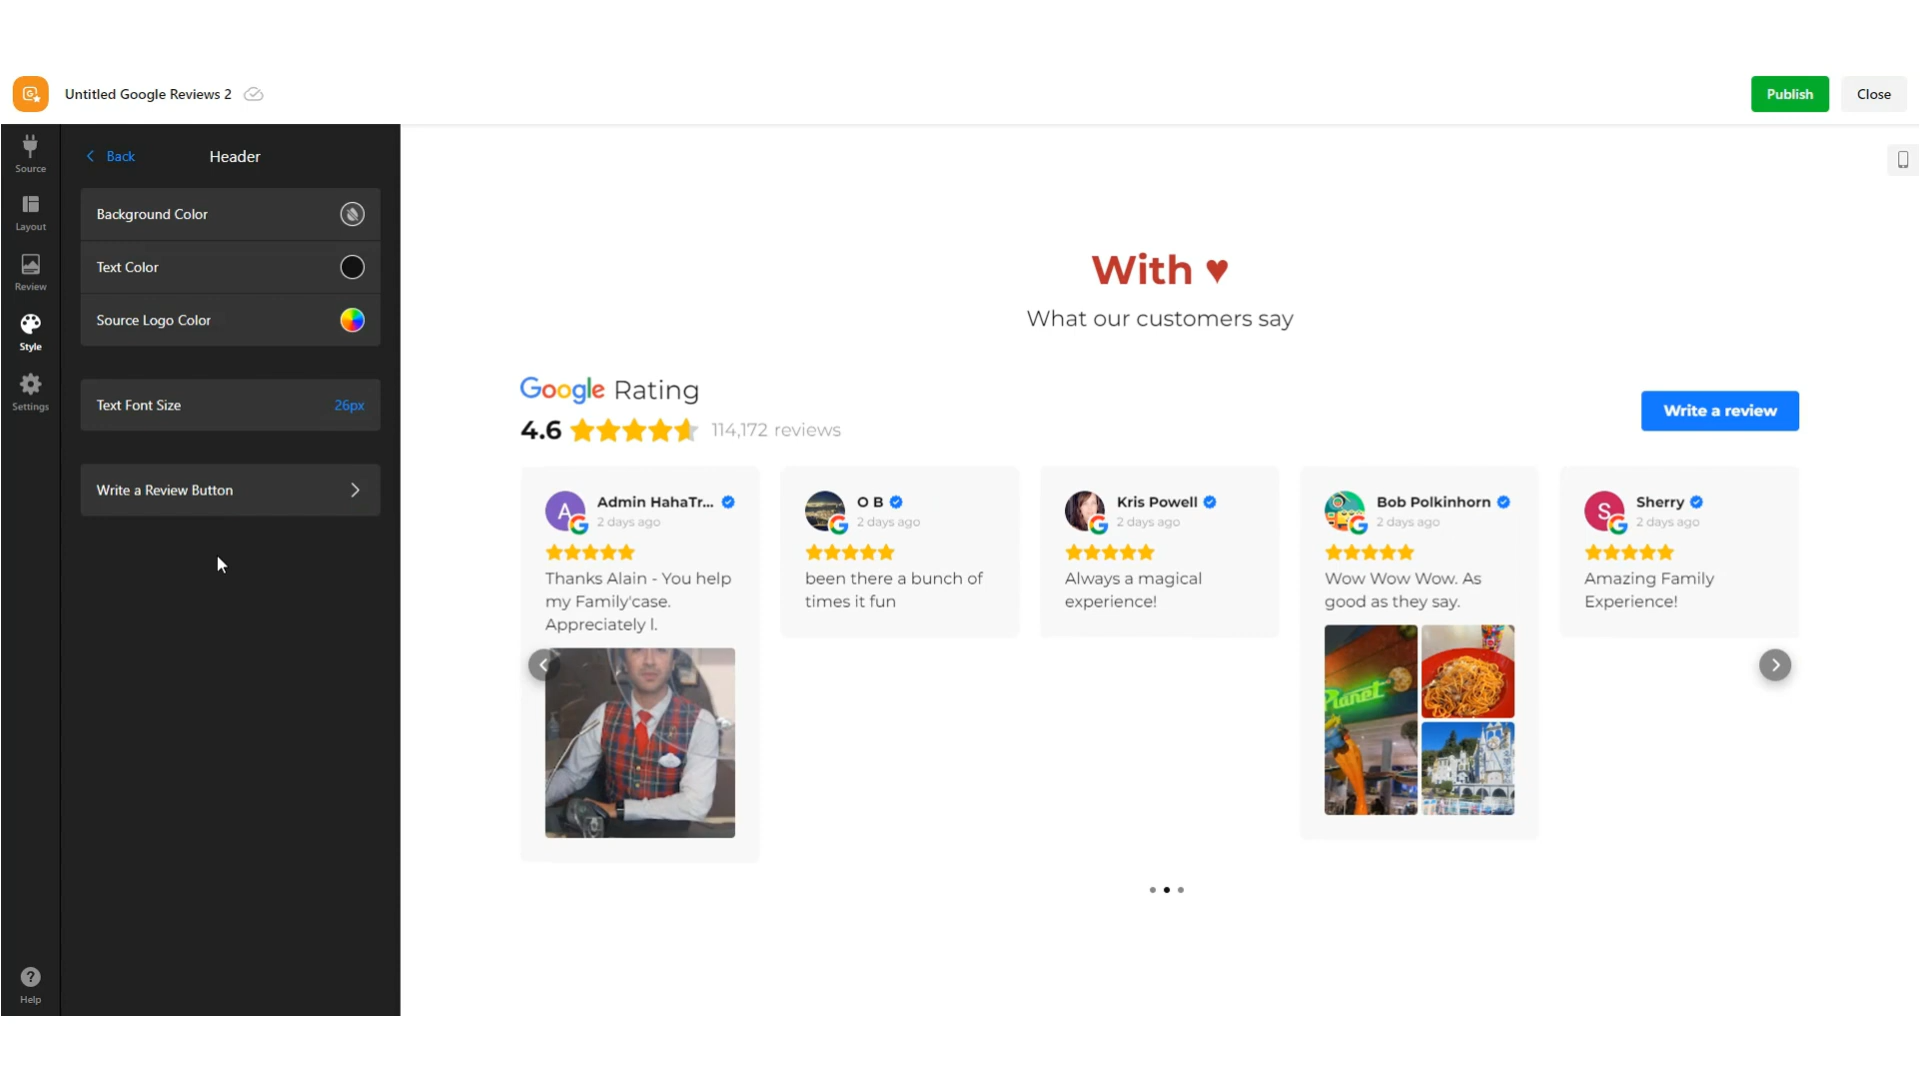 Untitled Google Reviews 2
Publish
Close
Source
Layout
Review
Style
Settings
Help
Back
Header
Background Color
Text Color
Source Logo Color
Text Font Size
26px
Write a Review Button
With ♥
What our customers say
Google Rating
4.6
114,172 reviews
Write a review
A
Admin HahaTr...
2 days ago
Thanks Alain - You help
my Family'case.
Appreciately l.
O B
2 days ago
been there a bunch of
times it fun
Kris Powell
2 days ago
Always a magical
experience!
Bob Polkinhorn
2 days ago
Wow Wow Wow. As
good as they say.
Planet
S
Sherry
2 days ago
Amazing Family
Experience!